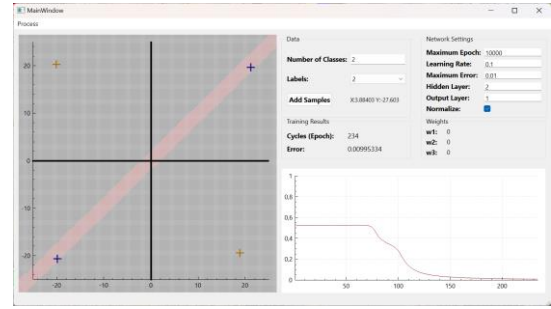 MainWindow
Process
Data
Number of Classes: 2
Labels: 2
Add Samples X:3.88400 Y:-27.603
Training Results
Cycles (Epoch): 234
Error: 0.00995334
Network Settings
Maximum Epoch: 10000
Learning Rate: 0.1
Maximum Error: 0.01
Hidden Layer: 2
Output Layer: 1
Normalize:
Weights
w1: 0
w2: 0
w3: 0
20
10
0
-10
-20
-20 -10 0 10 20
1
0,8
0,6
0,4
0,2
0
50 100 150 200